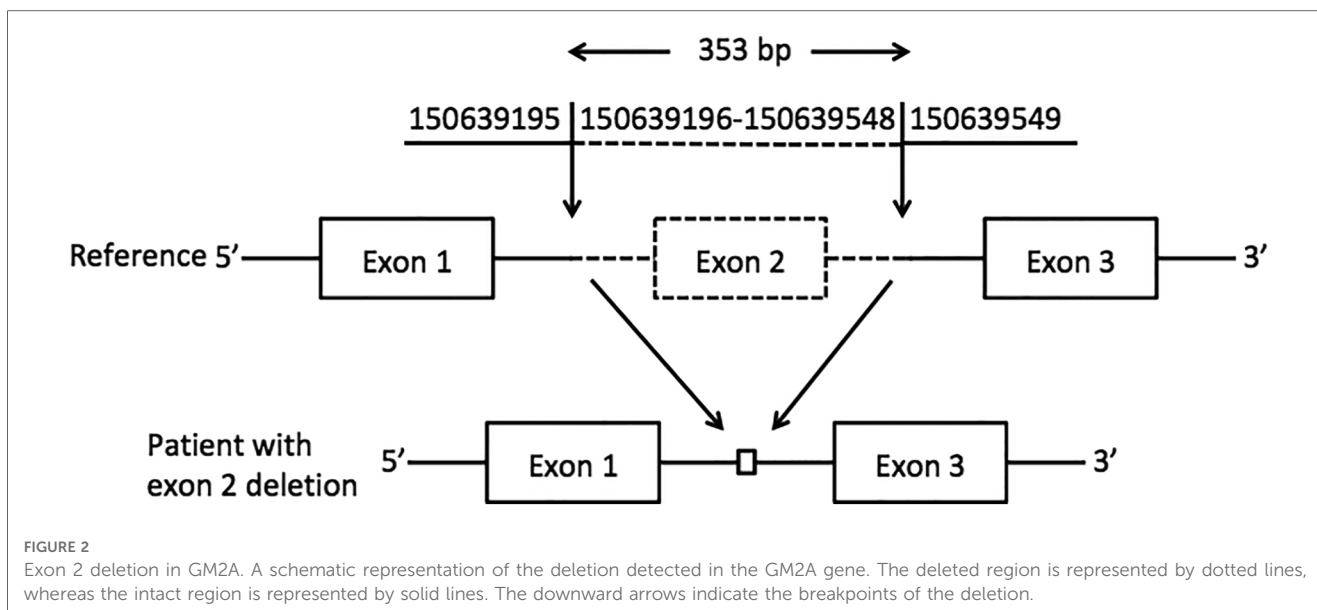 353 bp
150639195 150639196-150639548 150639549
Reference 5’ Exon 1 Exon 2 Exon 3 3’
Patient with
exon 2 deletion 5’ Exon 1 Exon 3 3’
FIGURE 2
Exon 2 deletion in GM2A. A schematic representation of the deletion detected in the GM2A gene. The deleted region is represented by dotted lines,
whereas the intact region is represented by solid lines. The downward arrows indicate the breakpoints of the deletion.